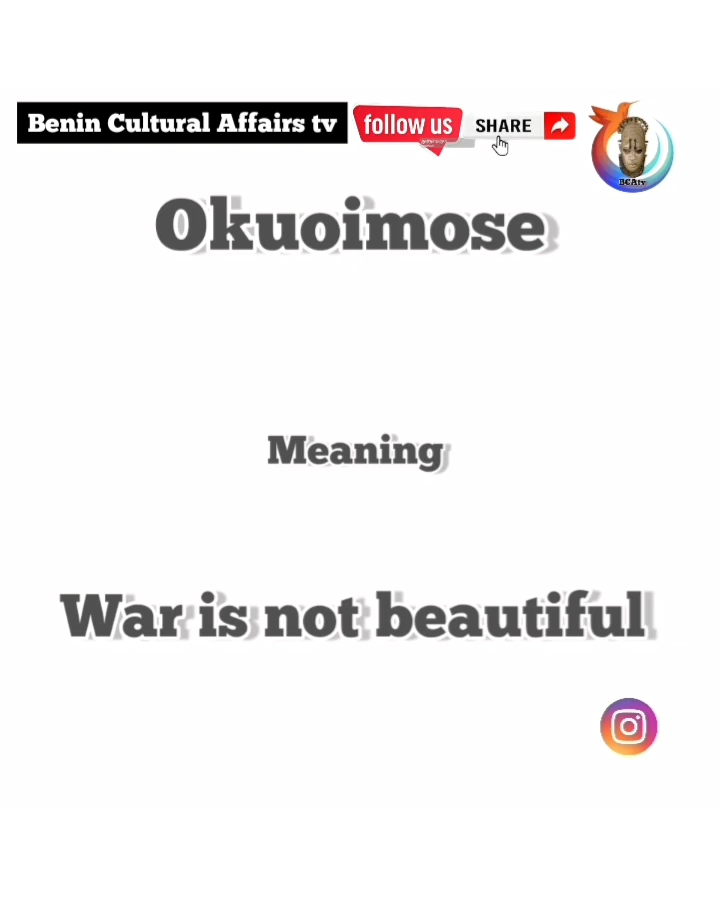 Benin Cultural Affairs tv
follow us
SHARE
BCAtv
Okuoimose
Meaning
War is not beautiful